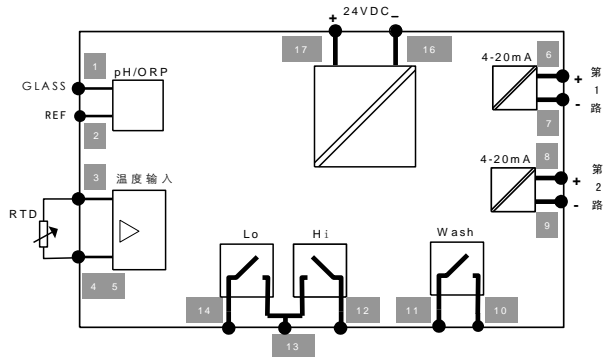 + 24VDC -
17 16
1 pH/ORP
GLASS
REF
2
4-20mA 6
+
-
7
第1路
3 温度输入
RTD
4 5
4-20mA 8
+
-
9
第2路
Lo Hi Wash
14 12 11 10
13